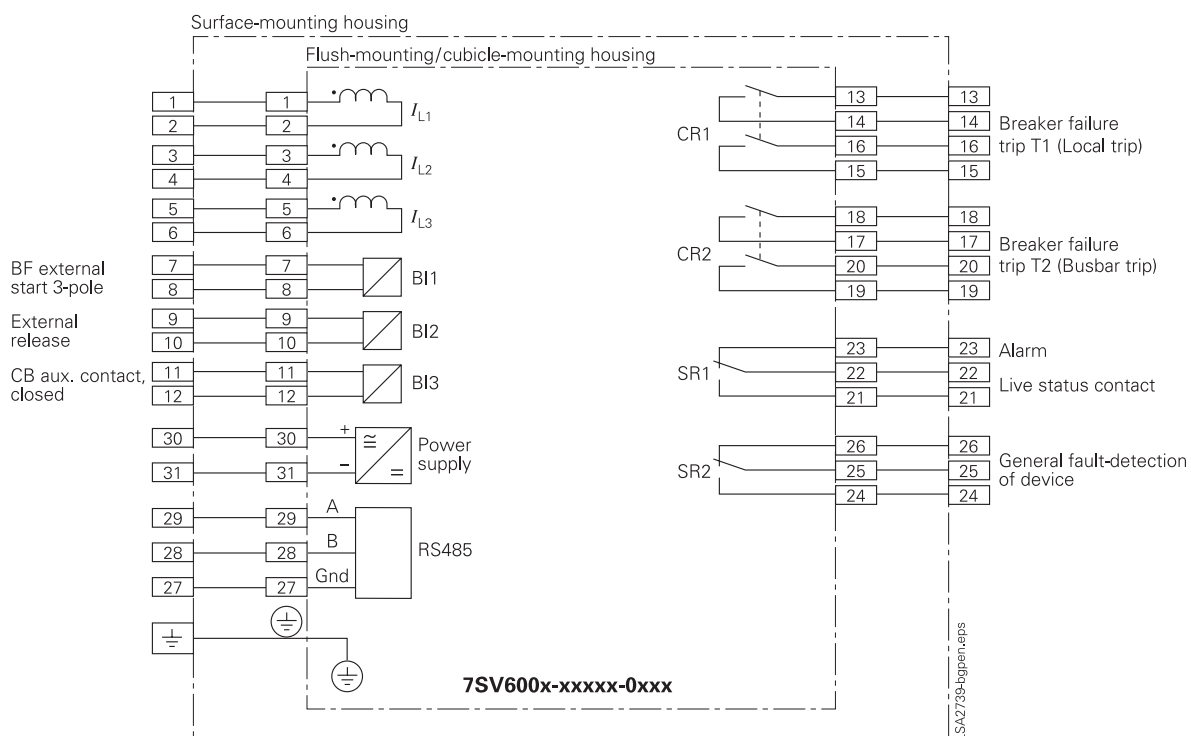 Surface-mounting housing
Flush-mounting/cubicle-mounting housing
1 1 I L1
2 2
3 3 I L2
4 4
5 5 I L3
6 6
BF external start 3-pole
7 7 BI1
8 8
External release
9 9 BI2
10 10
CB aux. contact, closed
11 11 BI3
12 12
30 30 + ≅ Power supply
31 31 – =
29 29 A
28 28 B RS485
27 27 Gnd
CR1
13 13
14 14 Breaker failure
16 16 trip T1 (Local trip)
15 15
CR2
18 18
17 17 Breaker failure
20 20 trip T2 (Busbar trip)
19 19
SR1
23 23 Alarm
22 22
21 21 Live status contact
SR2
26 26
25 25 General fault-detection
24 24 of device
7SV600x-xxxxx-0xxx
LSA2739-bgpen.eps